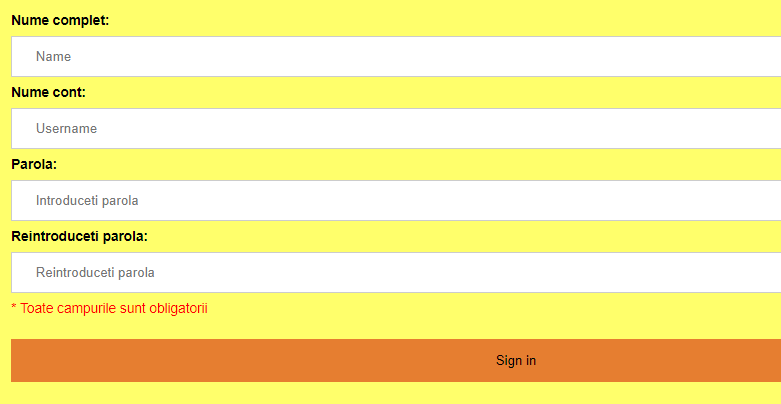 Nume complet:
Name
Nume cont:
Username
Parola:
Introduceti parola
Reintroduceti parola:
Reintroduceti parola
* Toate campurile sunt obligatorii
Sign in